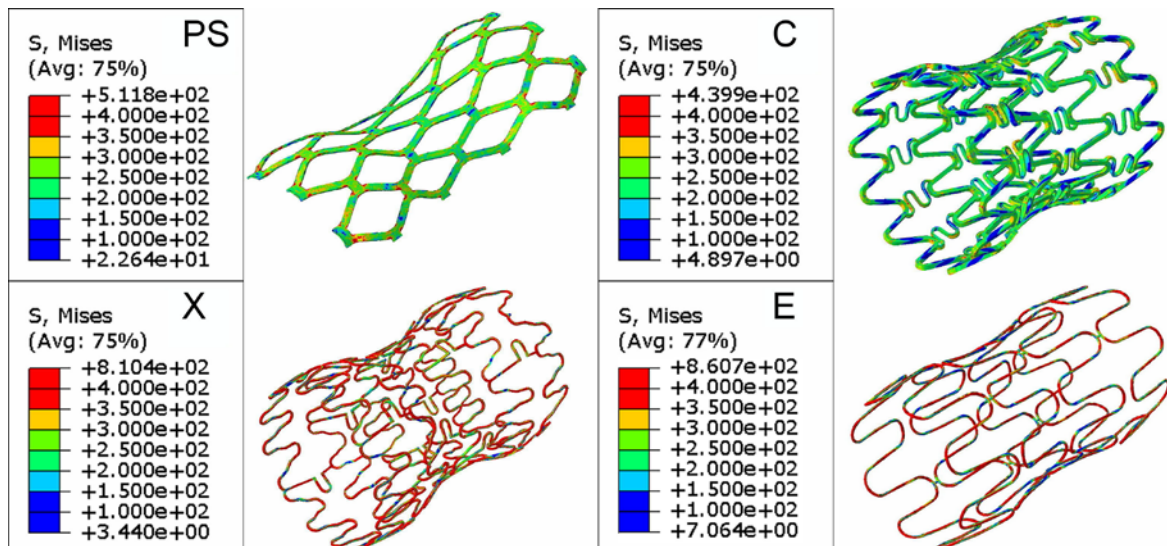 PS
S, Mises
(Avg: 75%)
+5.118e+02
+4.000e+02
+3.500e+02
+3.000e+02
+2.500e+02
+2.000e+02
+1.500e+02
+1.000e+02
+2.264e+01
C
S, Mises
(Avg: 75%)
+4.399e+02
+4.000e+02
+3.500e+02
+3.000e+02
+2.500e+02
+2.000e+02
+1.500e+02
+1.000e+02
+4.897e+00
X
S, Mises
(Avg: 75%)
+8.104e+02
+4.000e+02
+3.500e+02
+3.000e+02
+2.500e+02
+2.000e+02
+1.500e+02
+1.000e+02
+3.440e+00
E
S, Mises
(Avg: 77%)
+8.607e+02
+4.000e+02
+3.500e+02
+3.000e+02
+2.500e+02
+2.000e+02
+1.500e+02
+1.000e+02
+7.064e+00